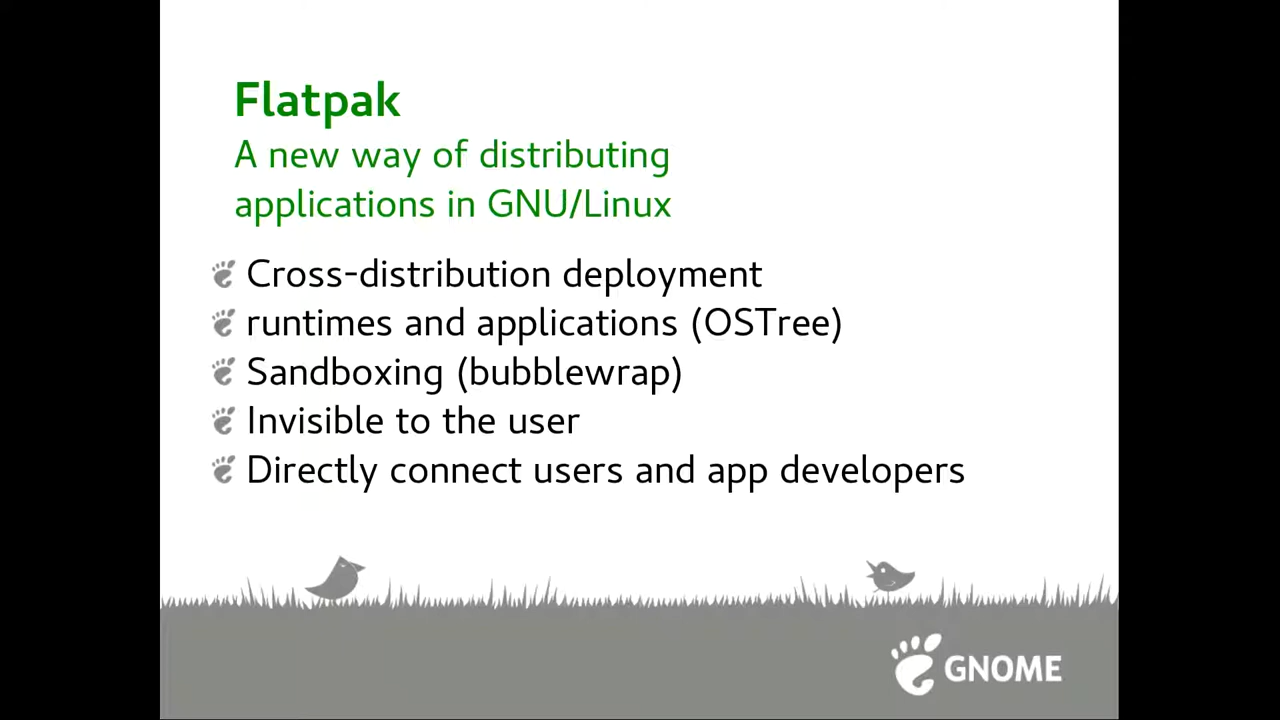 Flatpak
A new way of distributing
applications in GNU/Linux
Cross-distribution deployment
runtimes and applications (OSTree)
Sandboxing (bubblewrap)
Invisible to the user
Directly connect users and app developers
GNOME